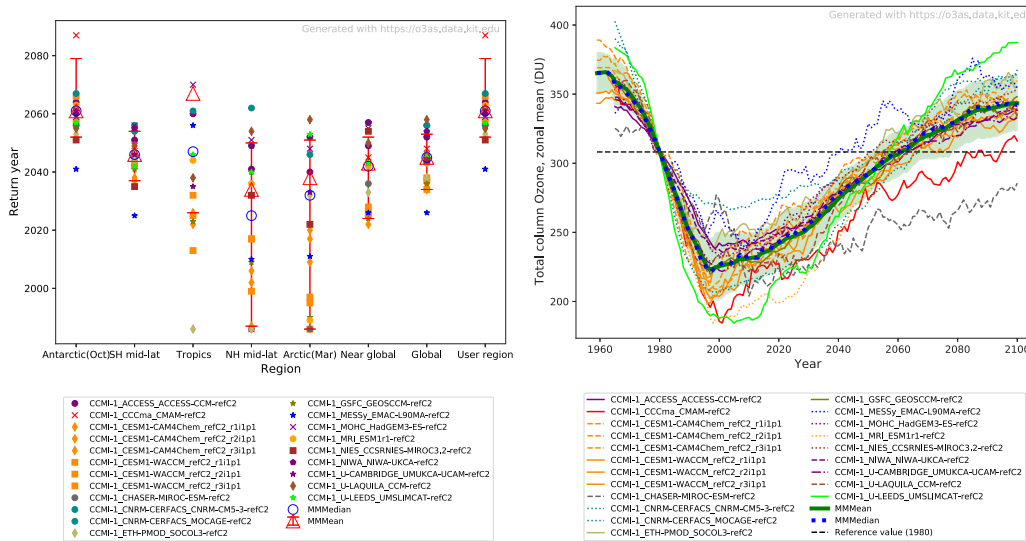 Generated with https://o3as.data.kit.edu
2080
2060
2040
2020
2000
Return year
Antarctic(Oct)
SH mid-lat
Tropics
NH mid-lat
Arctic(Mar)
Near global
Global
User region
Region
CCMI-1_ACCESS_ACCESS-CCM-refC2
CCMI-1_CCCma_CMAM-refC2
CCMI-1_CESM1-CAM4Chem_refC2_r1i1p1
CCMI-1_CESM1-CAM4Chem_refC2_r2i1p1
CCMI-1_CESM1-CAM4Chem_refC2_r3i1p1
CCMI-1_CESM1-WACCM_refC2_r1i1p1
CCMI-1_CESM1-WACCM_refC2_r2i1p1
CCMI-1_CESM1-WACCM_refC2_r3i1p1
CCMI-1_CHASER-MIROC-ESM-refC2
CCMI-1_CNRM-CERFACS_CNRM-CM5-3-refC2
CCMI-1_CNRM-CERFACS_MOCAGE-refC2
CCMI-1_ETH-PMOD_SOCOL3-refC2
CCMI-1_GSFC_GEOSCCM-refC2
CCMI-1_MESSy_EMAC-L90MA-refC2
CCMI-1_MOHC_HadGEM3-ES-refC2
CCMI-1_MRI_ESM1r1-refC2
CCMI-1_NIES_CCSRNIES-MIROC3.2-refC2
CCMI-1_NIWA_NIWA-UKCA-refC2
CCMI-1_U-CAMBRIDGE_UMUKCA-UCAM-refC2
CCMI-1_U-LAQUILA_CCM-refC2
CCMI-1_U-LEEDS_UMSLIMCAT-refC2
MMMedian
MMMean
Generated with https://o3as.data.kit.edu
400
350
300
250
200
Total column Ozone, zonal mean (DU)
1960
1980
2000
2020
2040
2060
2080
2100
Year
CCMI-1_ACCESS_ACCESS-CCM-refC2
CCMI-1_CCCma_CMAM-refC2
CCMI-1_CESM1-CAM4Chem_refC2_r1i1p1
CCMI-1_CESM1-CAM4Chem_refC2_r2i1p1
CCMI-1_CESM1-CAM4Chem_refC2_r3i1p1
CCMI-1_CESM1-WACCM_refC2_r1i1p1
CCMI-1_CESM1-WACCM_refC2_r2i1p1
CCMI-1_CESM1-WACCM_refC2_r3i1p1
CCMI-1_CHASER-MIROC-ESM-refC2
CCMI-1_CNRM-CERFACS_CNRM-CM5-3-refC2
CCMI-1_CNRM-CERFACS_MOCAGE-refC2
CCMI-1_ETH-PMOD_SOCOL3-refC2
CCMI-1_GSFC_GEOSCCM-refC2
CCMI-1_MESSy_EMAC-L90MA-refC2
CCMI-1_MOHC_HadGEM3-ES-refC2
CCMI-1_MRI_ESM1r1-refC2
CCMI-1_NIES_CCSRNIES-MIROC3.2-refC2
CCMI-1_NIWA_NIWA-UKCA-refC2
CCMI-1_U-CAMBRIDGE_UMUKCA-UCAM-refC2
CCMI-1_U-LAQUILA_CCM-refC2
CCMI-1_U-LEEDS_UMSLIMCAT-refC2
MMMean
MMMedian
Reference value (1980)